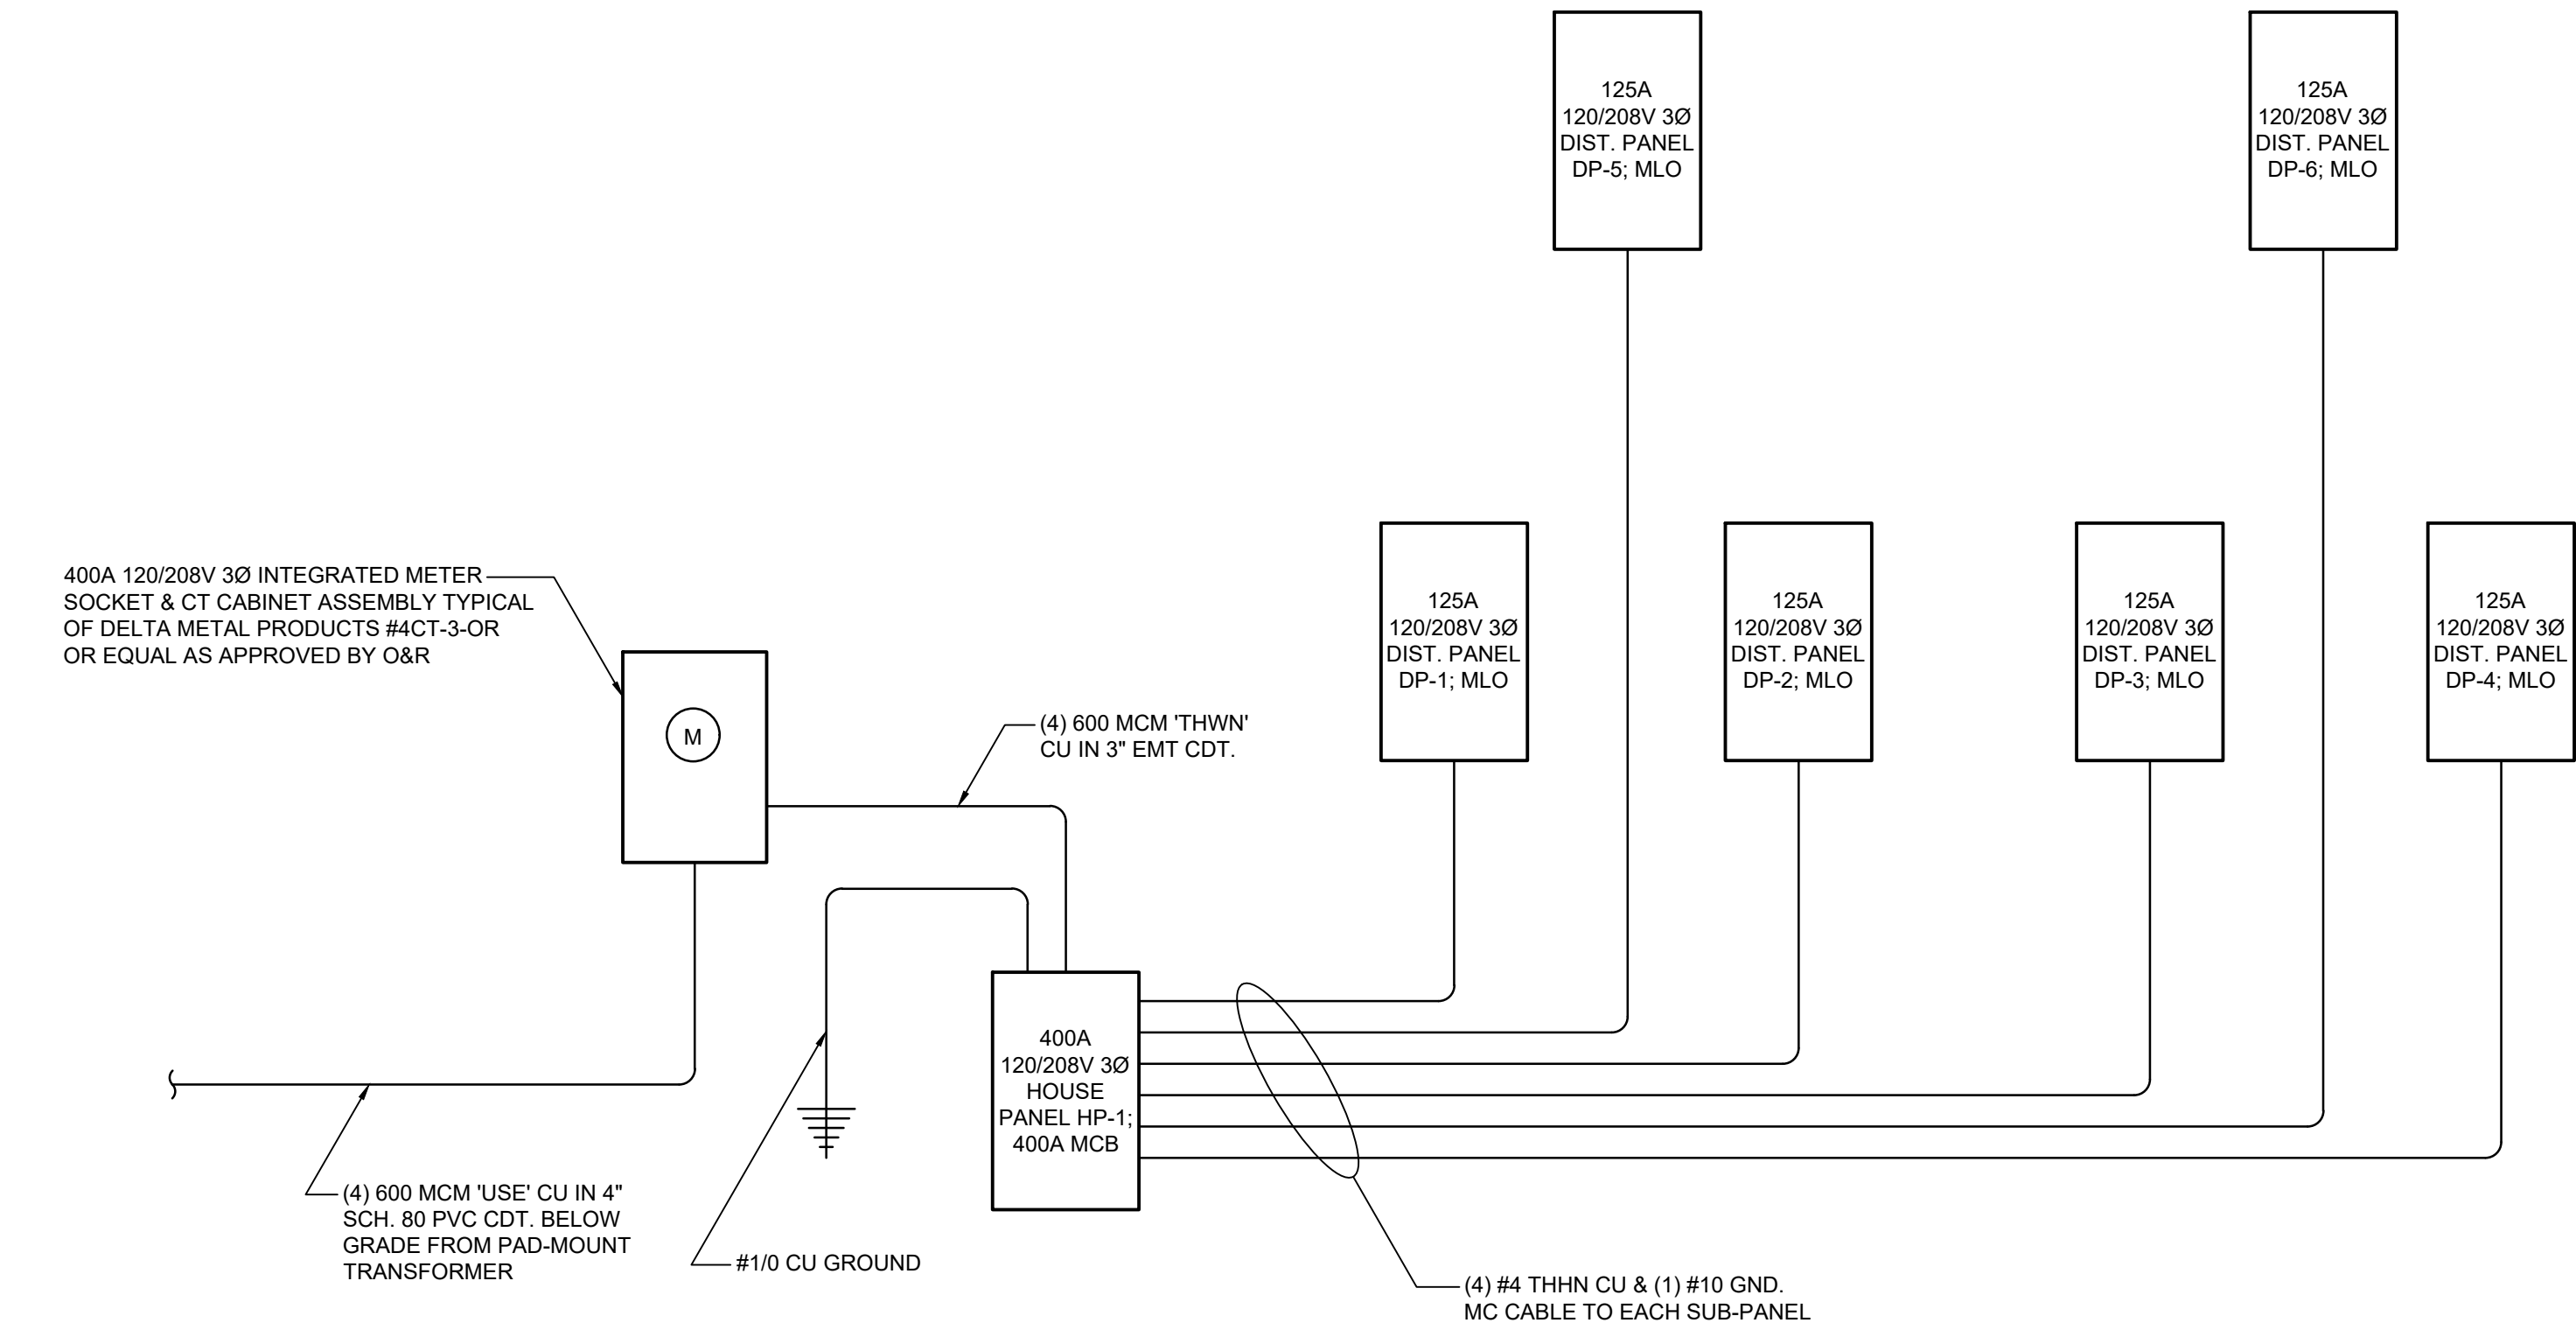 125A
120/208V 3Ø
DIST. PANEL
DP-5; MLO
125A
120/208V 3Ø
DIST. PANEL
DP-6; MLO
400A 120/208V 3Ø INTEGRATED METER
SOCKET & CT CABINET ASSEMBLY TYPICAL
OF DELTA METAL PRODUCTS #4CT-3-OR
OR EQUAL AS APPROVED BY O&R
M
(4) 600 MCM 'THWN'
CU IN 3" EMT CDT.
125A
120/208V 3Ø
DIST. PANEL
DP-1; MLO
125A
120/208V 3Ø
DIST. PANEL
DP-2; MLO
125A
120/208V 3Ø
DIST. PANEL
DP-3; MLO
125A
120/208V 3Ø
DIST. PANEL
DP-4; MLO
400A
120/208V 3Ø
HOUSE
PANEL HP-1;
400A MCB
(4) 600 MCM 'USE' CU IN 4"
SCH. 80 PVC CDT. BELOW
GRADE FROM PAD-MOUNT
TRANSFORMER
#1/0 CU GROUND
(4) #4 THHN CU & (1) #10 GND.
MC CABLE TO EACH SUB-PANEL